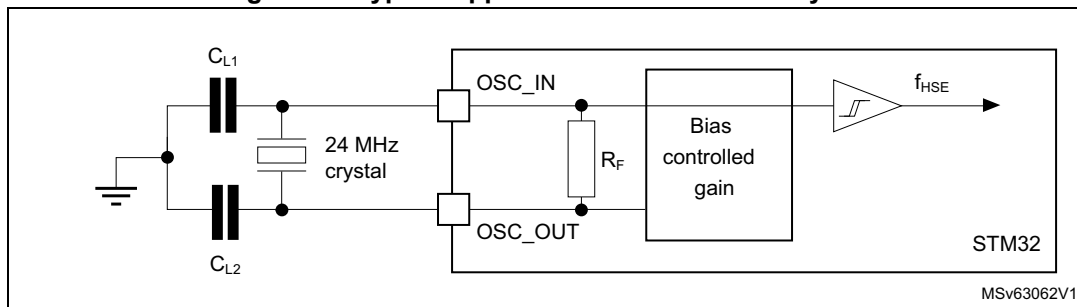 C_L1
OSC_IN
f_HSE
24 MHz
crystal
R_F
Bias
controlled
gain
OSC_OUT
STM32
C_L2
MSv63062V1